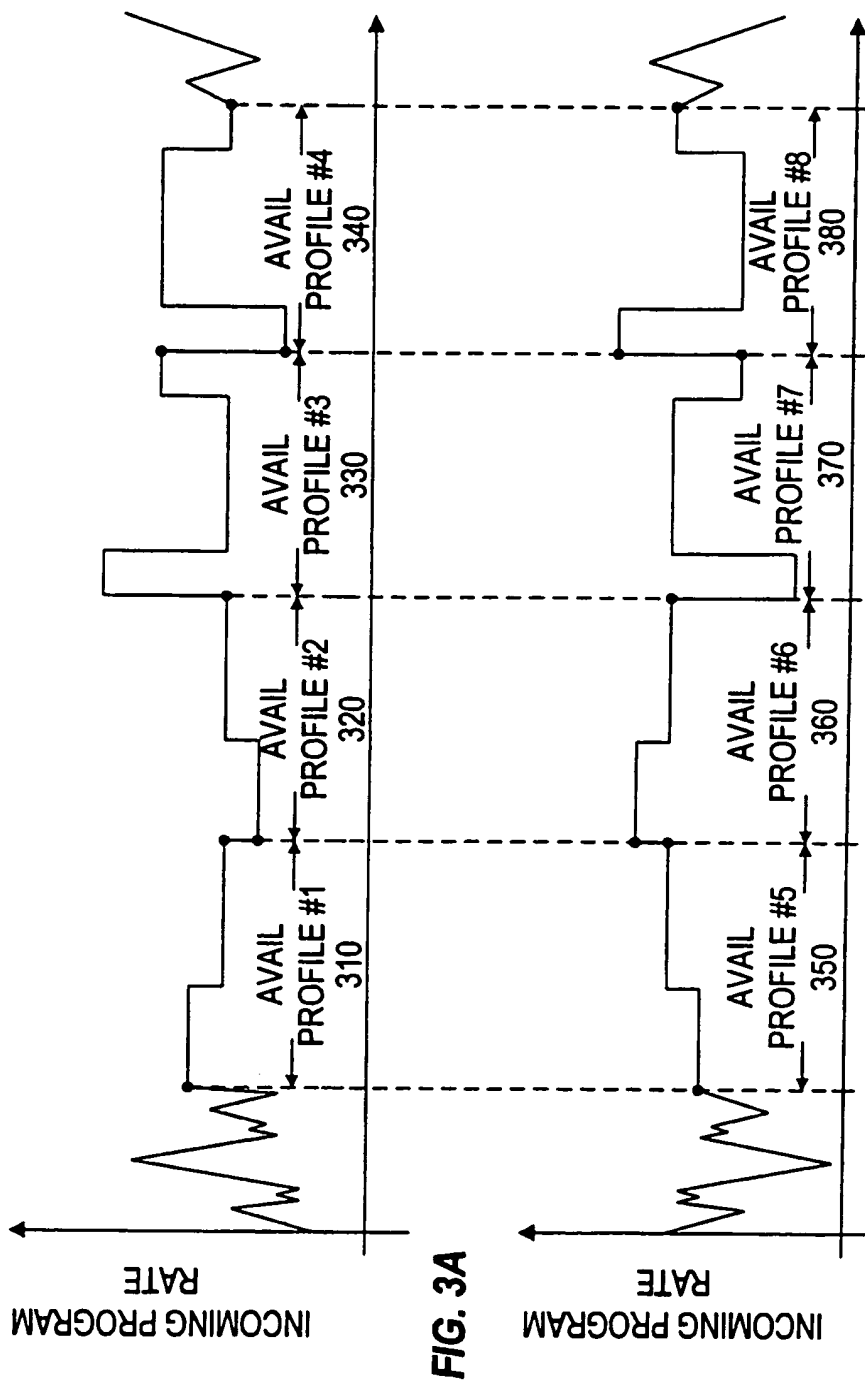 INCOMING PROGRAM
RATE
AVAIL
PROFILE #1
310
AVAIL
PROFILE #2
320
AVAIL
PROFILE #3
330
AVAIL
PROFILE #4
340
FIG. 3A
INCOMING PROGRAM
RATE
AVAIL
PROFILE #5
350
AVAIL
PROFILE #6
360
AVAIL
PROFILE #7
370
AVAIL
PROFILE #8
380